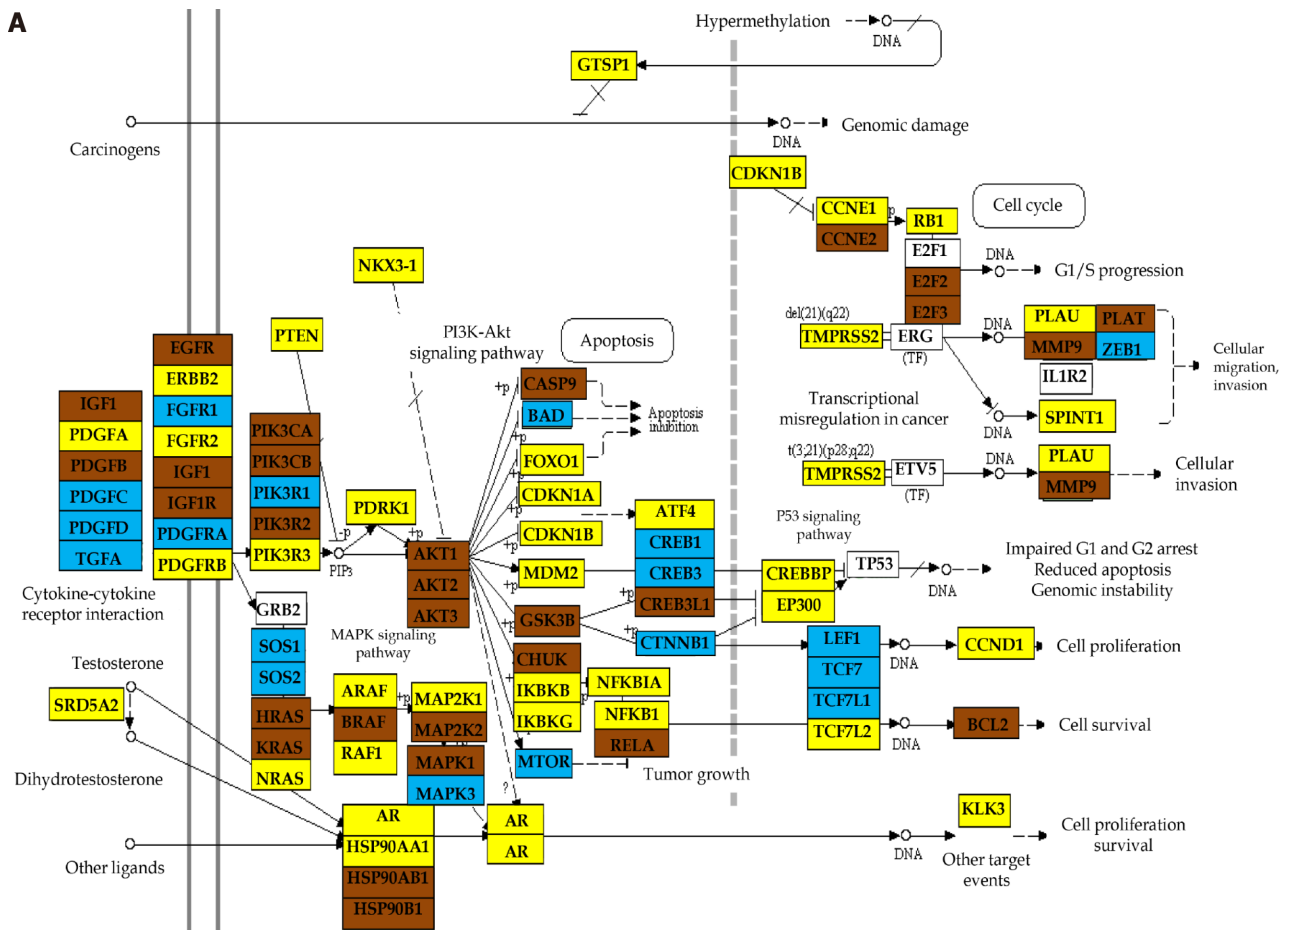 A
Hypermethylation
DNA
GTSP1
Carcinogens
DNA
Genomic damage
CDKN1B
CCNE1
+p
RB1
Cell cycle
CCNE2
E2F1
DNA
G1/S progression
E2F2
E2F3
NKX3-1
PTEN
PI3K-Akt
signaling pathway
Apoptosis
del(21)(q22)
TMPRSS2
ERG
(TF)
DNA
PLAU
PLAT
MMP9
ZEB1
IL1R2
Cellular
migration,
invasion
Transcriptional
misregulation in cancer
DNA
SPINT1
t(3;21)(p28;q22)
TMPRSS2
ETV5
(TF)
DNA
PLAU
MMP9
Cellular
invasion
IGF1
PDGFA
PDGFB
PDGFC
PDGFD
TGFA
Cytokine-cytokine
receptor interaction
EGFR
ERBB2
FGFR1
FGFR2
IGF1
IGF1R
PDGFRA
PDGFRB
PIK3CA
PIK3CB
PIK3R1
PIK3R2
PIK3R3
-p
PIP3
PDRK1
+p
AKT1
AKT2
AKT3
+p
CASP9
BAD
+p
FOXO1
+p
CDKN1A
+p
CDKN1B
+p
MDM2
+p
GSK3B
+p
CHUK
IKBKB
IKBKG
MTOR
Apoptosis
inhibition
ATF4
CREB1
CREB3
CREB3L1
+p
CTNNB1
+p
P53 signaling
pathway
CREBBP
EP300
TP53
DNA
Impaired G1 and G2 arrest
Reduced apoptosis
Genomic instability
GRB2
SOS1
SOS2
HRAS
KRAS
NRAS
MAPK signaling
pathway
ARAF
BRAF
RAF1
+p
MAP2K1
MAP2K2
+p
MAPK1
MAPK3
?
NFKBIA
NFKB1
RELA
Tumor growth
LEF1
TCF7
TCF7L1
TCF7L2
DNA
CCND1
Cell proliferation
DNA
BCL2
Cell survival
Testosterone
SRD5A2
Dihydrotestosterone
Other ligands
AR
HSP90AA1
HSP90AB1
HSP90B1
AR
AR
DNA
KLK3
Other target
events
Cell proliferation
survival